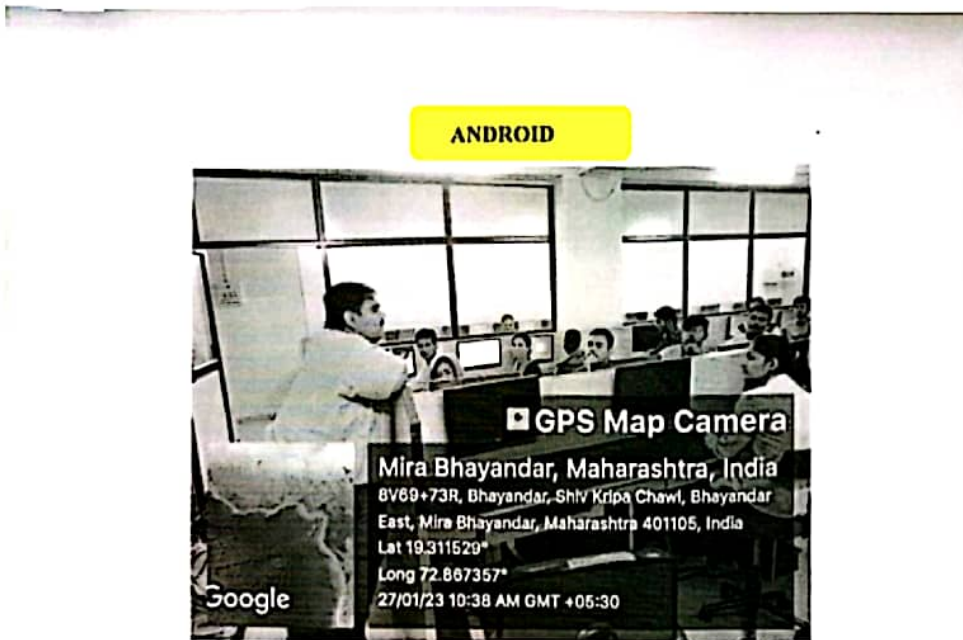 ANDROID
GPS Map Camera
Mira Bhayandar, Maharashtra, India
8V69+73R, Bhayandar, Shiv Kripa Chawl, Bhayandar
East, Mira Bhayandar, Maharashtra 401105, India
Lat 19.311529°
Long 72.867357°
27/01/23 10:38 AM GMT +05:30
Google